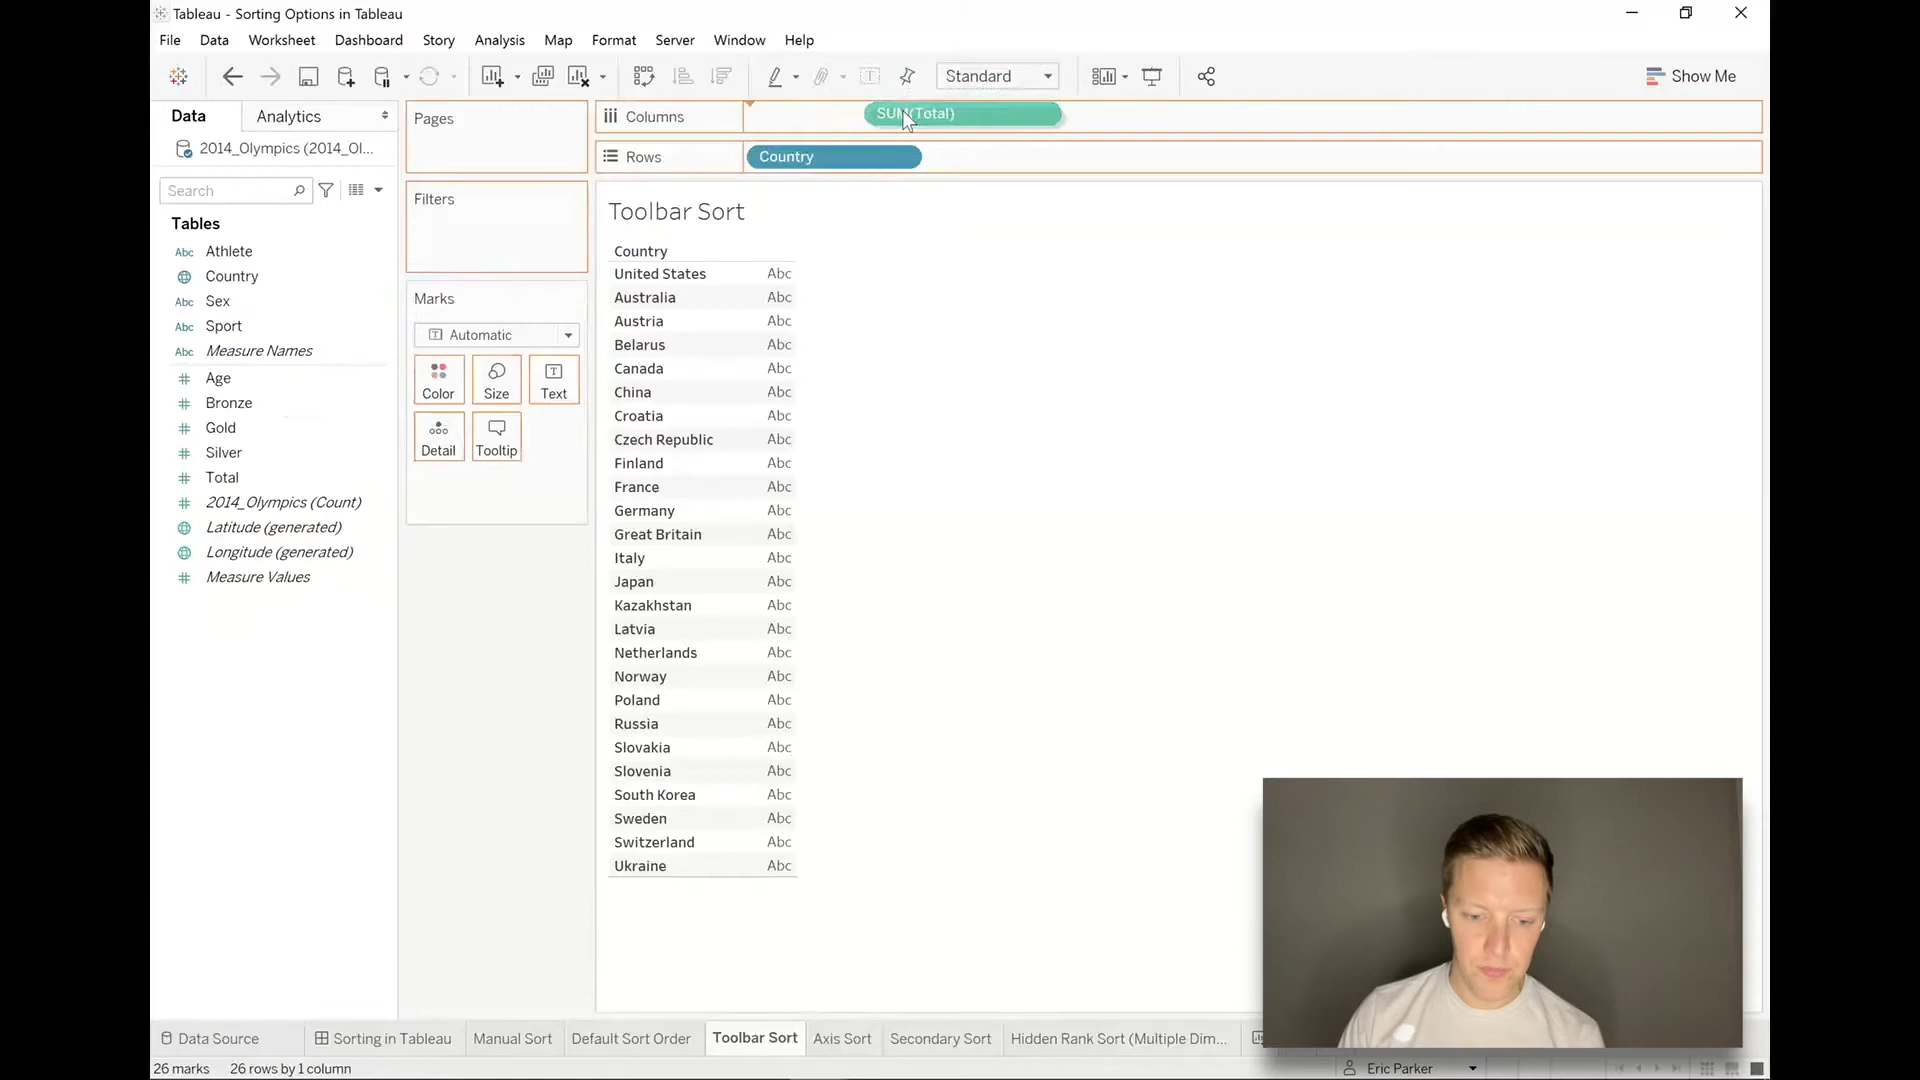 Tableau - Sorting Options in Tableau
File Data Worksheet Dashboard Story Analysis Map Format Server Window Help
Standard
Show Me
Data
Analytics
2014_Olympics (2014_Ol...
Search
Tables
Abc Athlete
Country
Abc Sex
Abc Sport
Abc Measure Names
Age
Bronze
Gold
Silver
Total
2014_Olympics (Count)
Latitude (generated)
Longitude (generated)
Measure Values
Pages
Filters
Marks
Automatic
Color Size Text
Detail Tooltip
Columns
SUM(Total)
Rows
Country
Toolbar Sort
Country
United States Abc
Australia Abc
Austria Abc
Belarus Abc
Canada Abc
China Abc
Croatia Abc
Czech Republic Abc
Finland Abc
France Abc
Germany Abc
Great Britain Abc
Italy Abc
Japan Abc
Kazakhstan Abc
Latvia Abc
Netherlands Abc
Norway Abc
Poland Abc
Russia Abc
Slovakia Abc
Slovenia Abc
South Korea Abc
Sweden Abc
Switzerland Abc
Ukraine Abc
Data Source Sorting in Tableau Manual Sort Default Sort Order Toolbar Sort Axis Sort Secondary Sort Hidden Rank Sort (Multiple Dim...
26 marks 26 rows by 1 column
Eric Parker